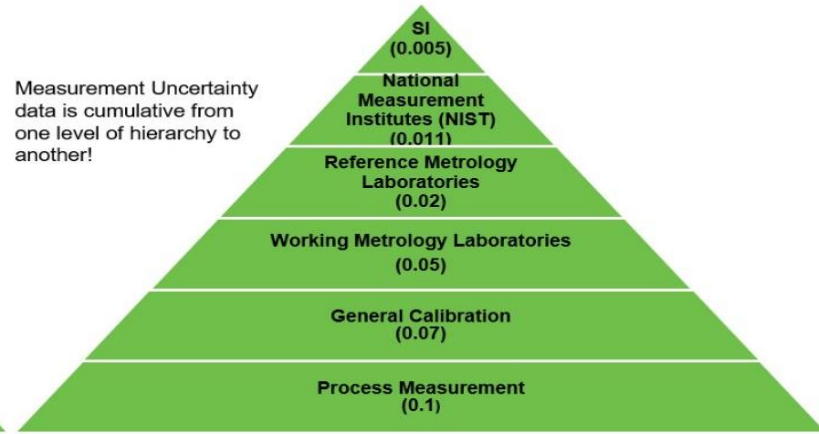 Measurement Uncertainty
data is cumulative from
one level of hierarchy to
another!
SI
(0.005)
National
Measurement
Institutes (NIST)
(0.011)
Reference Metrology
Laboratories
(0.02)
Working Metrology Laboratories
(0.05)
General Calibration
(0.07)
Process Measurement
(0.1)